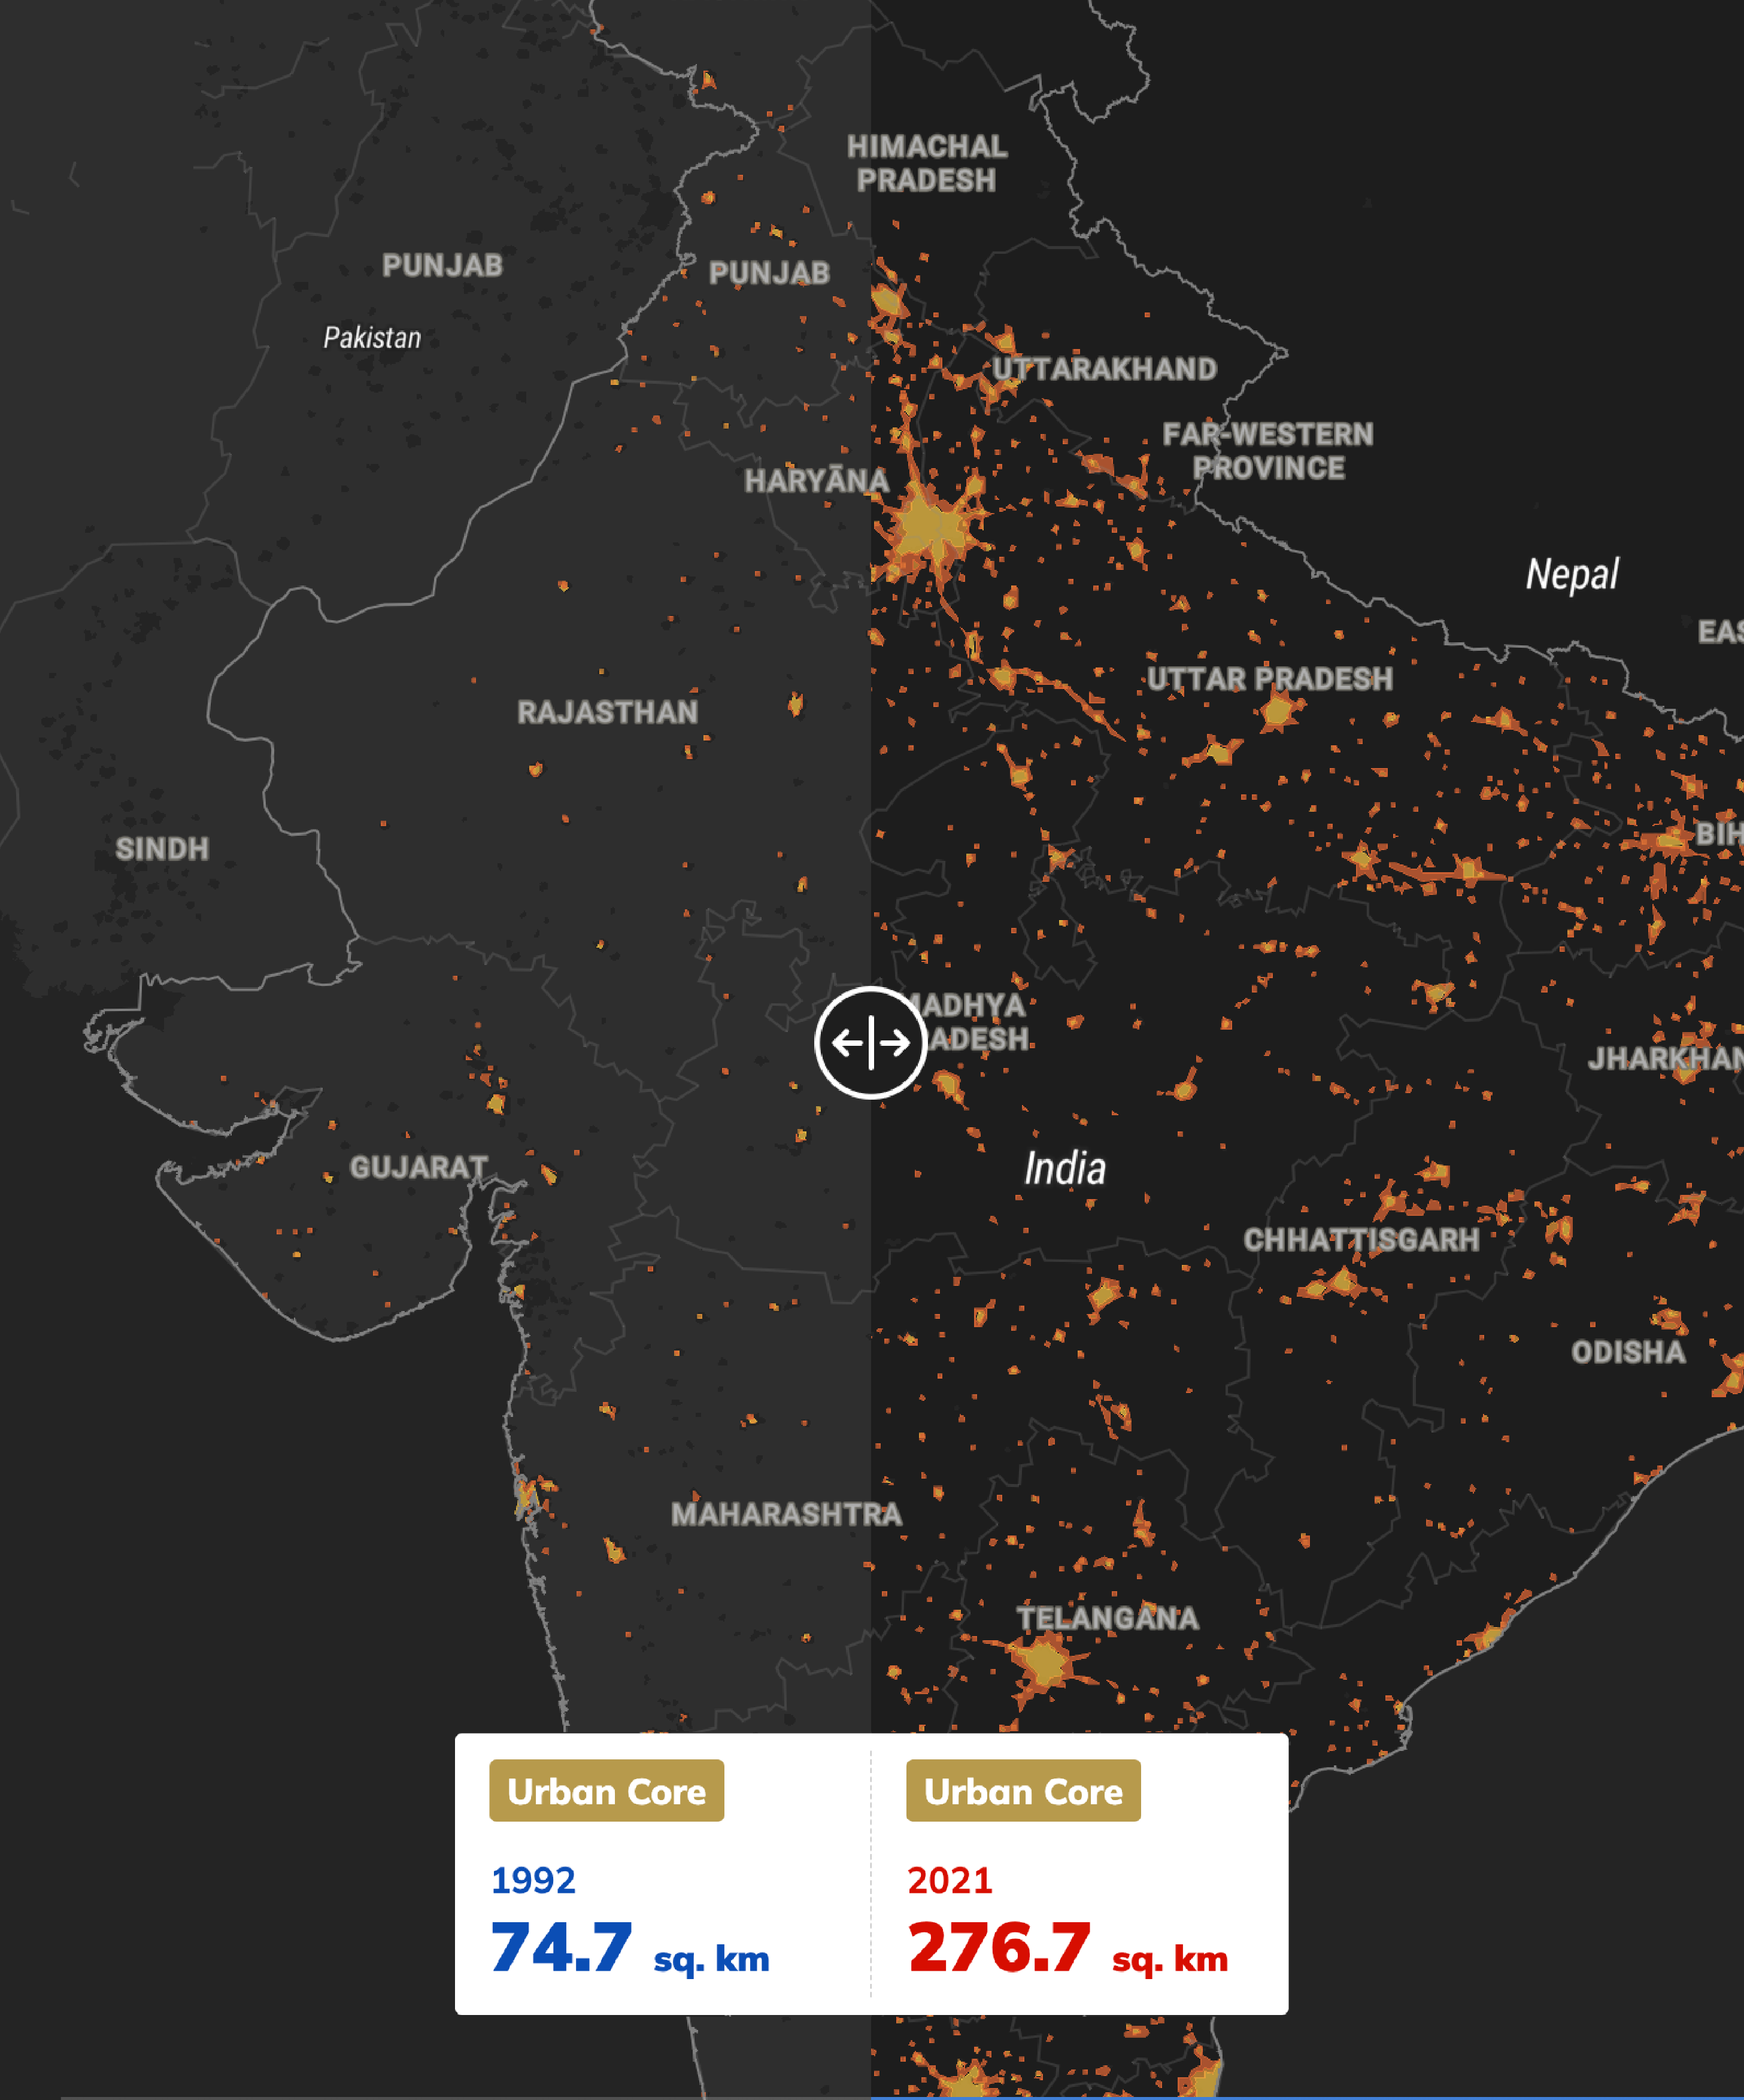 HIMACHAL
PRADESH
PUNJAB
PUNJAB
Pakistan
UTTARAKHAND
FAR-WESTERN
PROVINCE
HARYĀNA
Nepal
EAS
UTTAR PRADESH
RAJASTHAN
SINDH
BIH
MADHYA
ADESH
JHARKHAN
India
GUJARAT
CHHATTISGARH
ODISHA
MAHARASHTRA
TELANGANA
Urban Core
1992
74.7 sq. km
Urban Core
2021
276.7 sq. km